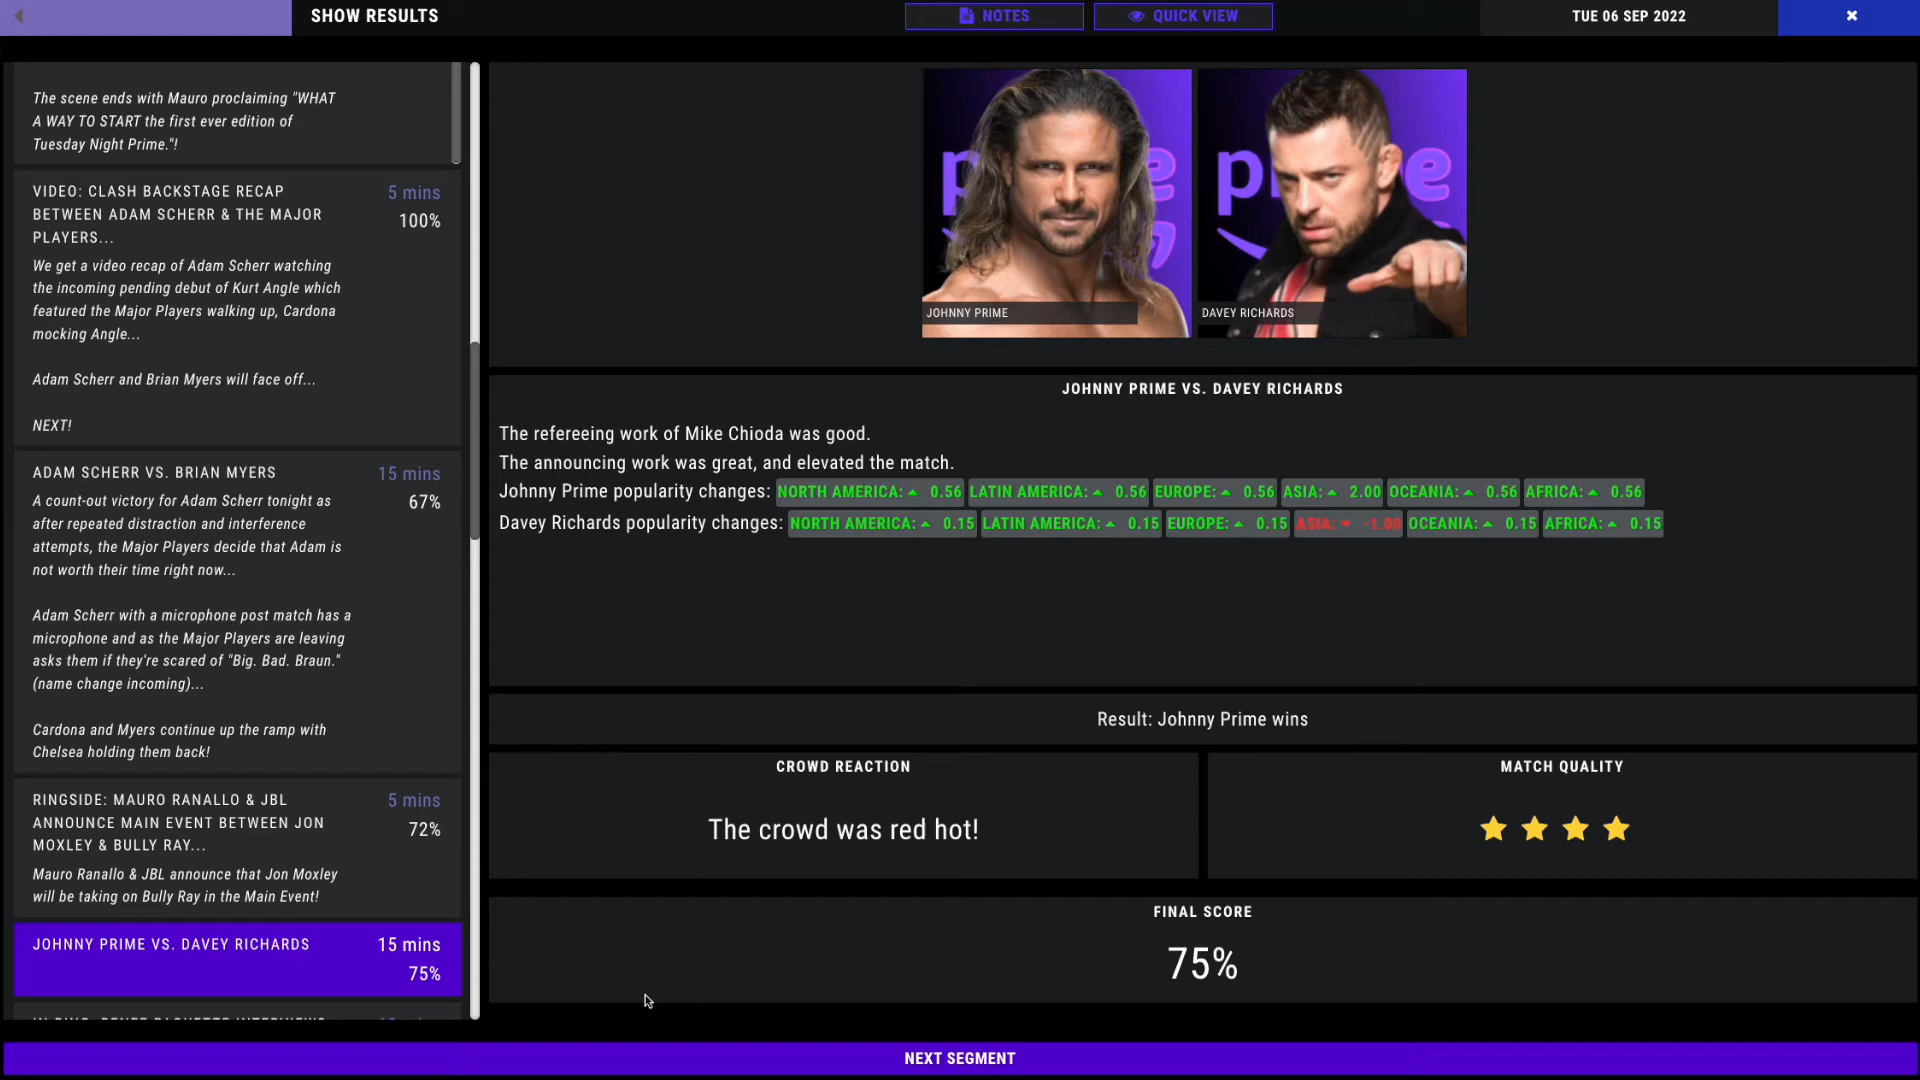 SHOW RESULTS
NOTES
QUICK VIEW
TUE 06 SEP 2022
The scene ends with Mauro proclaiming "WHAT
A WAY TO START the first ever edition of
Tuesday Night Prime."!
VIDEO: CLASH BACKSTAGE RECAP
BETWEEN ADAM SCHERR & THE MAJOR
PLAYERS...
5 mins
100%
We get a video recap of Adam Scherr watching
the incoming pending debut of Kurt Angle which
featured the Major Players walking up, Cardona
mocking Angle...
Adam Scherr and Brian Myers will face off...
NEXT!
ADAM SCHERR VS. BRIAN MYERS
15 mins
67%
A count-out victory for Adam Scherr tonight as
after repeated distraction and interference
attempts, the Major Players decide that Adam is
not worth their time right now...
Adam Scherr with a microphone post match has a
microphone and as the Major Players are leaving
asks them if they're scared of "Big. Bad. Braun."
(name change incoming)...
Cardona and Myers continue up the ramp with
Chelsea holding them back!
RINGSIDE: MAURO RANALLO & JBL
ANNOUNCE MAIN EVENT BETWEEN JON
MOXLEY & BULLY RAY...
5 mins
72%
Mauro Ranallo & JBL announce that Jon Moxley
will be taking on Bully Ray in the Main Event!
JOHNNY PRIME VS. DAVEY RICHARDS
15 mins
75%
JOHNNY PRIME
DAVEY RICHARDS
JOHNNY PRIME VS. DAVEY RICHARDS
The refereeing work of Mike Chioda was good.
The announcing work was great, and elevated the match.
Johnny Prime popularity changes: NORTH AMERICA: 0.56 LATIN AMERICA: 0.56 EUROPE: 0.56 ASIA: 2.00 OCEANIA: 0.56 AFRICA: 0.56
Davey Richards popularity changes: NORTH AMERICA: 0.15 LATIN AMERICA: 0.15 EUROPE: 0.15 ASIA: -1.00 OCEANIA: 0.15 AFRICA: 0.15
Result: Johnny Prime wins
CROWD REACTION
The crowd was red hot!
MATCH QUALITY
FINAL SCORE
75%
NEXT SEGMENT